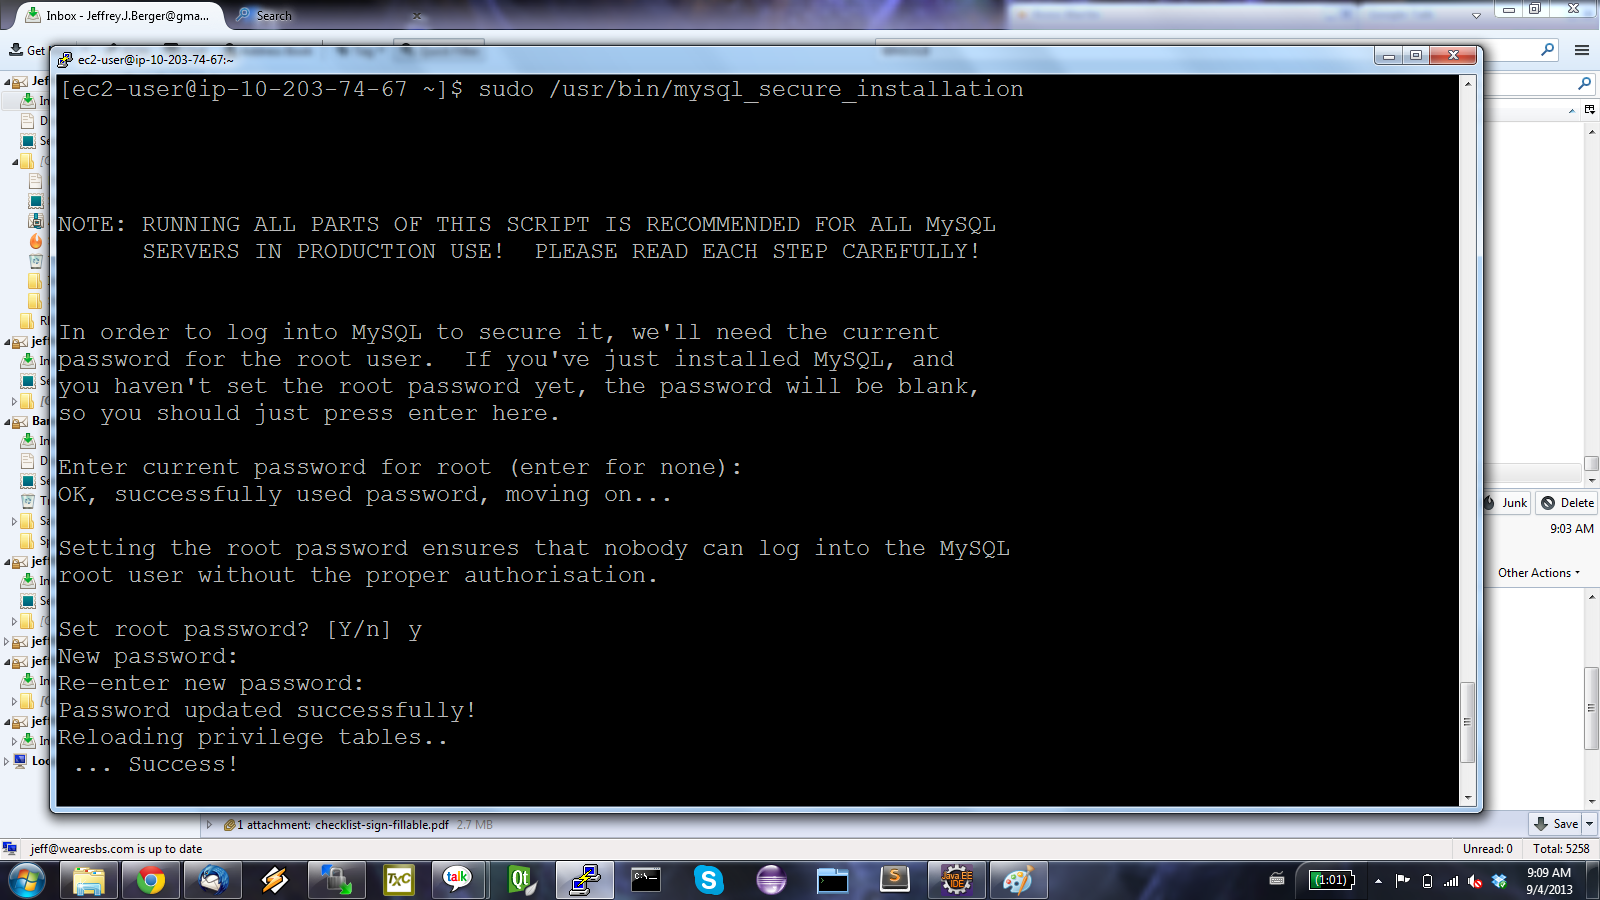 Inbox - Jeffrey.J.Berger@gma...
Search
Get
ec2-user@ip-10-203-74-67:~
[ec2-user@ip-10-203-74-67 ~]$ sudo /usr/bin/mysql_secure_installation
NOTE: RUNNING ALL PARTS OF THIS SCRIPT IS RECOMMENDED FOR ALL MySQL
SERVERS IN PRODUCTION USE!  PLEASE READ EACH STEP CAREFULLY!
In order to log into MySQL to secure it, we'll need the current
password for the root user.  If you've just installed MySQL, and
you haven't set the root password yet, the password will be blank,
so you should just press enter here.
Enter current password for root (enter for none):
OK, successfully used password, moving on...
Setting the root password ensures that nobody can log into the MySQL
root user without the proper authorisation.
Set root password? [Y/n] y
New password:
Re-enter new password:
Password updated successfully!
Reloading privilege tables..
... Success!
Junk
Delete
9:03 AM
Other Actions
1 attachment: checklist-sign-fillable.pdf 2.7 MB
Save
jeff@wearesbs.com is up to date
Unread: 0
Total: 5258
TxC
talk
Qt
C:\_
S
Java EE
IDE
(1:01)
9:09 AM
9/4/2013